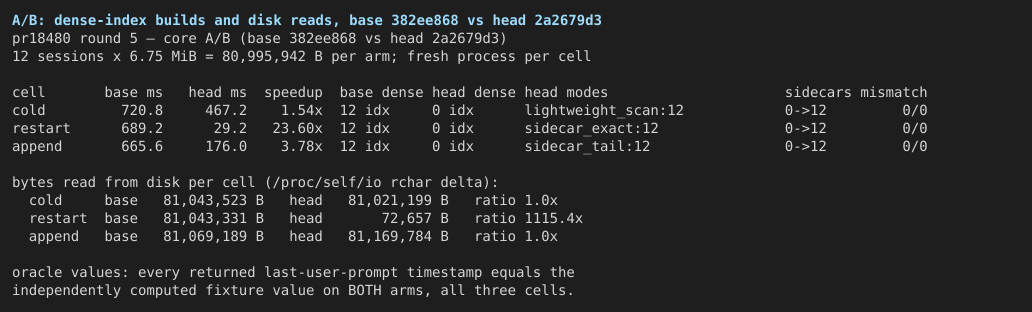 A/B: dense-index builds and disk reads, base 382ee868 vs head 2a2679d3
pr18480 round 5 — core A/B (base 382ee868 vs head 2a2679d3)
12 sessions x 6.75 MiB = 80,995,942 B per arm; fresh process per cell
cell base ms head ms speedup base dense head dense head modes sidecars mismatch
cold 720.8 467.2 1.54x 12 idx 0 idx lightweight_scan:12 0->12 0/0
restart 689.2 29.2 23.60x 12 idx 0 idx sidecar_exact:12 0->12 0/0
append 665.6 176.0 3.78x 12 idx 0 idx sidecar_tail:12 0->12 0/0
bytes read from disk per cell (/proc/self/io rchar delta):
cold base 81,043,523 B head 81,021,199 B ratio 1.0x
restart base 81,043,331 B head 72,657 B ratio 1115.4x
append base 81,069,189 B head 81,169,784 B ratio 1.0x
oracle values: every returned last-user-prompt timestamp equals the
independently computed fixture value on BOTH arms, all three cells.